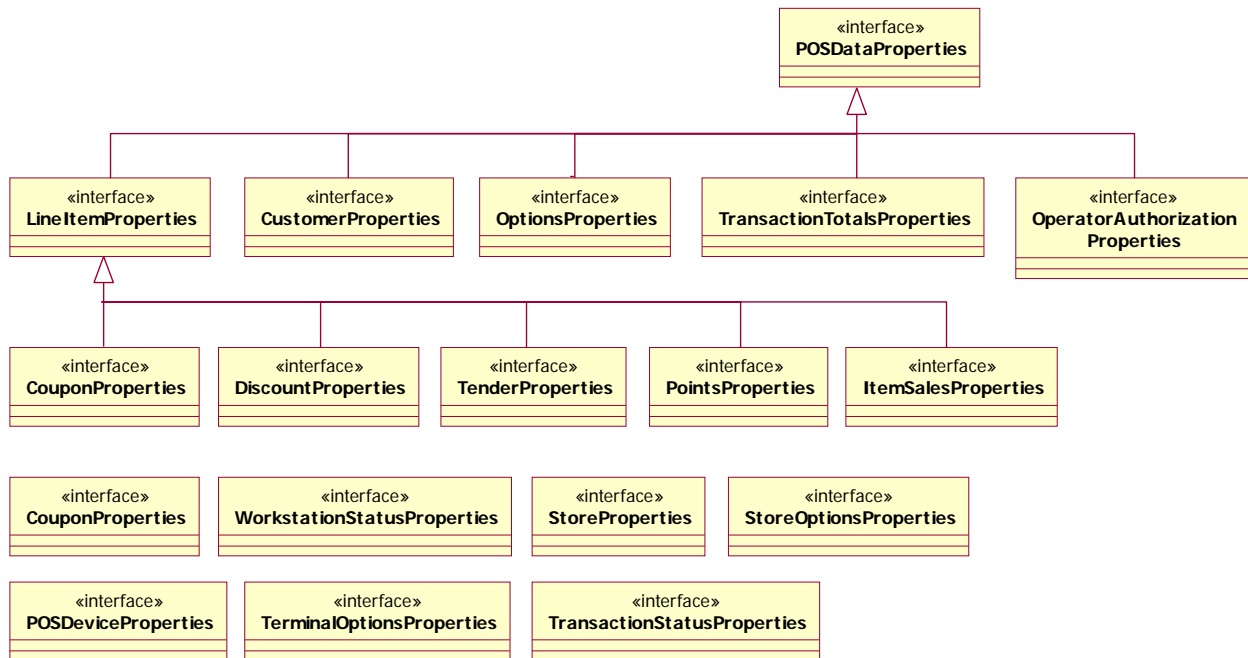 «interface»
POSDataProperties
«interface»
LineItemProperties
«interface»
CustomerProperties
«interface»
OptionsProperties
«interface»
TransactionTotalsProperties
«interface»
OperatorAuthorization
Properties
«interface»
CouponProperties
«interface»
DiscountProperties
«interface»
TenderProperties
«interface»
PointsProperties
«interface»
ItemSalesProperties
«interface»
CouponProperties
«interface»
WorkstationStatusProperties
«interface»
StoreProperties
«interface»
StoreOptionsProperties
«interface»
POSDeviceProperties
«interface»
TerminalOptionsProperties
«interface»
TransactionStatusProperties